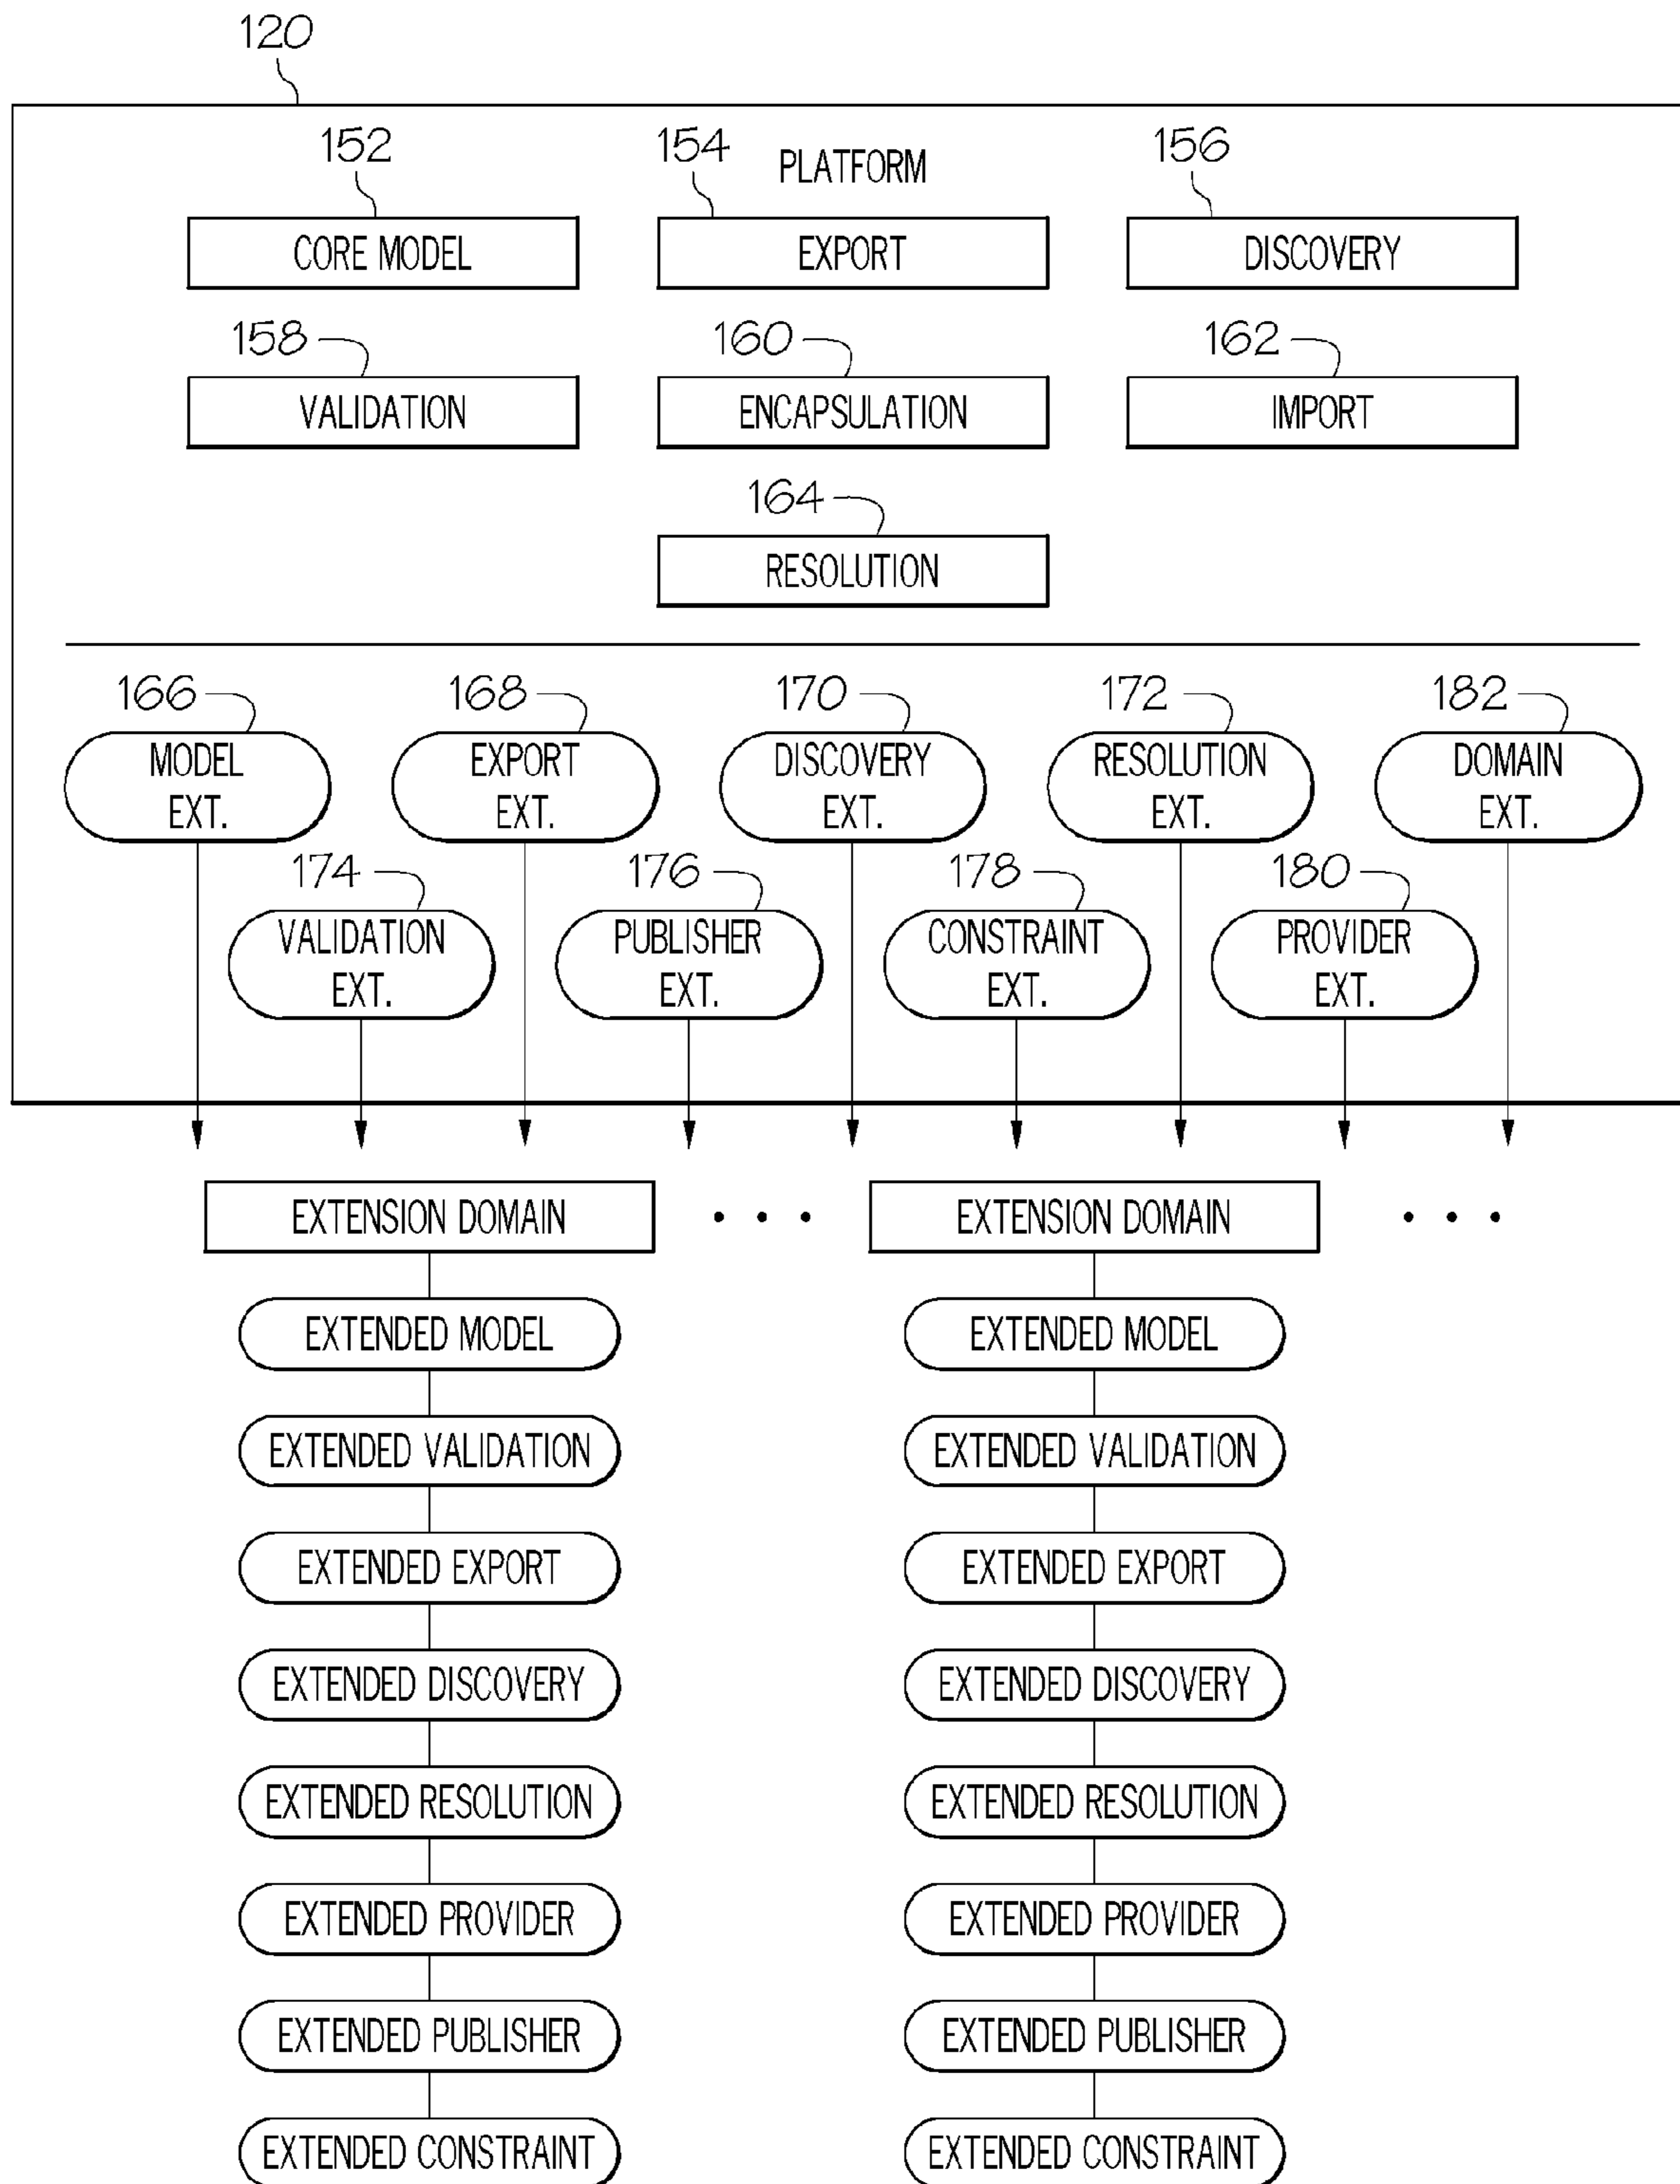 120
152
154
PLATFORM
156
CORE MODEL
EXPORT
DISCOVERY
158
160
162
VALIDATION
ENCAPSULATION
IMPORT
164
RESOLUTION
166
168
170
172
182
MODEL
EXT.
EXPORT
EXT.
DISCOVERY
EXT.
RESOLUTION
EXT.
DOMAIN
EXT.
174
176
178
180
VALIDATION
EXT.
PUBLISHER
EXT.
CONSTRAINT
EXT.
PROVIDER
EXT.
EXTENSION DOMAIN
• • •
EXTENSION DOMAIN
• • •
EXTENDED MODEL
EXTENDED VALIDATION
EXTENDED EXPORT
EXTENDED DISCOVERY
EXTENDED RESOLUTION
EXTENDED PROVIDER
EXTENDED PUBLISHER
EXTENDED CONSTRAINT
EXTENDED MODEL
EXTENDED VALIDATION
EXTENDED EXPORT
EXTENDED DISCOVERY
EXTENDED RESOLUTION
EXTENDED PROVIDER
EXTENDED PUBLISHER
EXTENDED CONSTRAINT